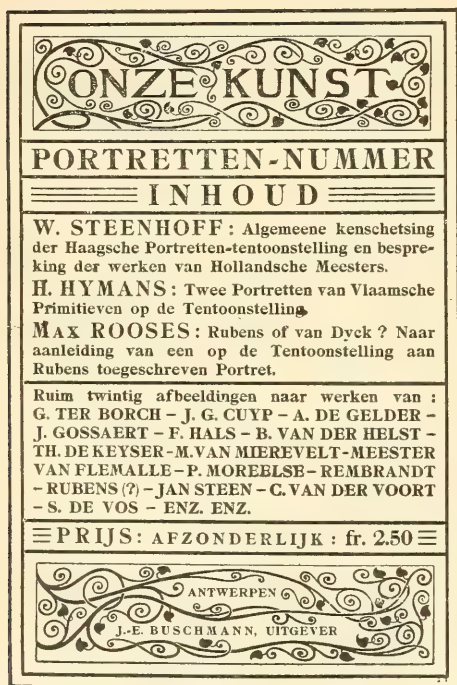 ONZE KUNST
PORTRETTEN-NUMMER
INHOUD
W. STEENHOFF : Algemeene kenschetsing
der Haagsche Portretten-tentoonstelling en bespre-
king der werken van Hollandsche Meesters.
H. HYMANS : Twee Portretten van Vlaamsche
Primitieven op de Tentoonstelling.
MAX ROOSES : Rubens of van Dyck ? Naar
aanleiding van een op de Tentoonstelling aan
Rubens toegeschreven Portret.
Ruim twintig afbeeldingen naar werken van :
G. TER BORCH – J. G. CUYP – A. DE GELDER –
J. GOSSAERT – F. HALS – B. VAN DER HELST –
TH. DE KEYSER – M. VAN MIEREVELT – MEESTER
VAN FLEMALLE – P. MOREELSE – REMBRANDT
– RUBENS (?) – JAN STEEN – C. VAN DER VOORT
– S. DE VOS – ENZ. ENZ.
PRIJS : AFZONDERLIJK : fr. 2.50
ANTWERPEN
J.-E. BUSCHMANN, UITGEVER